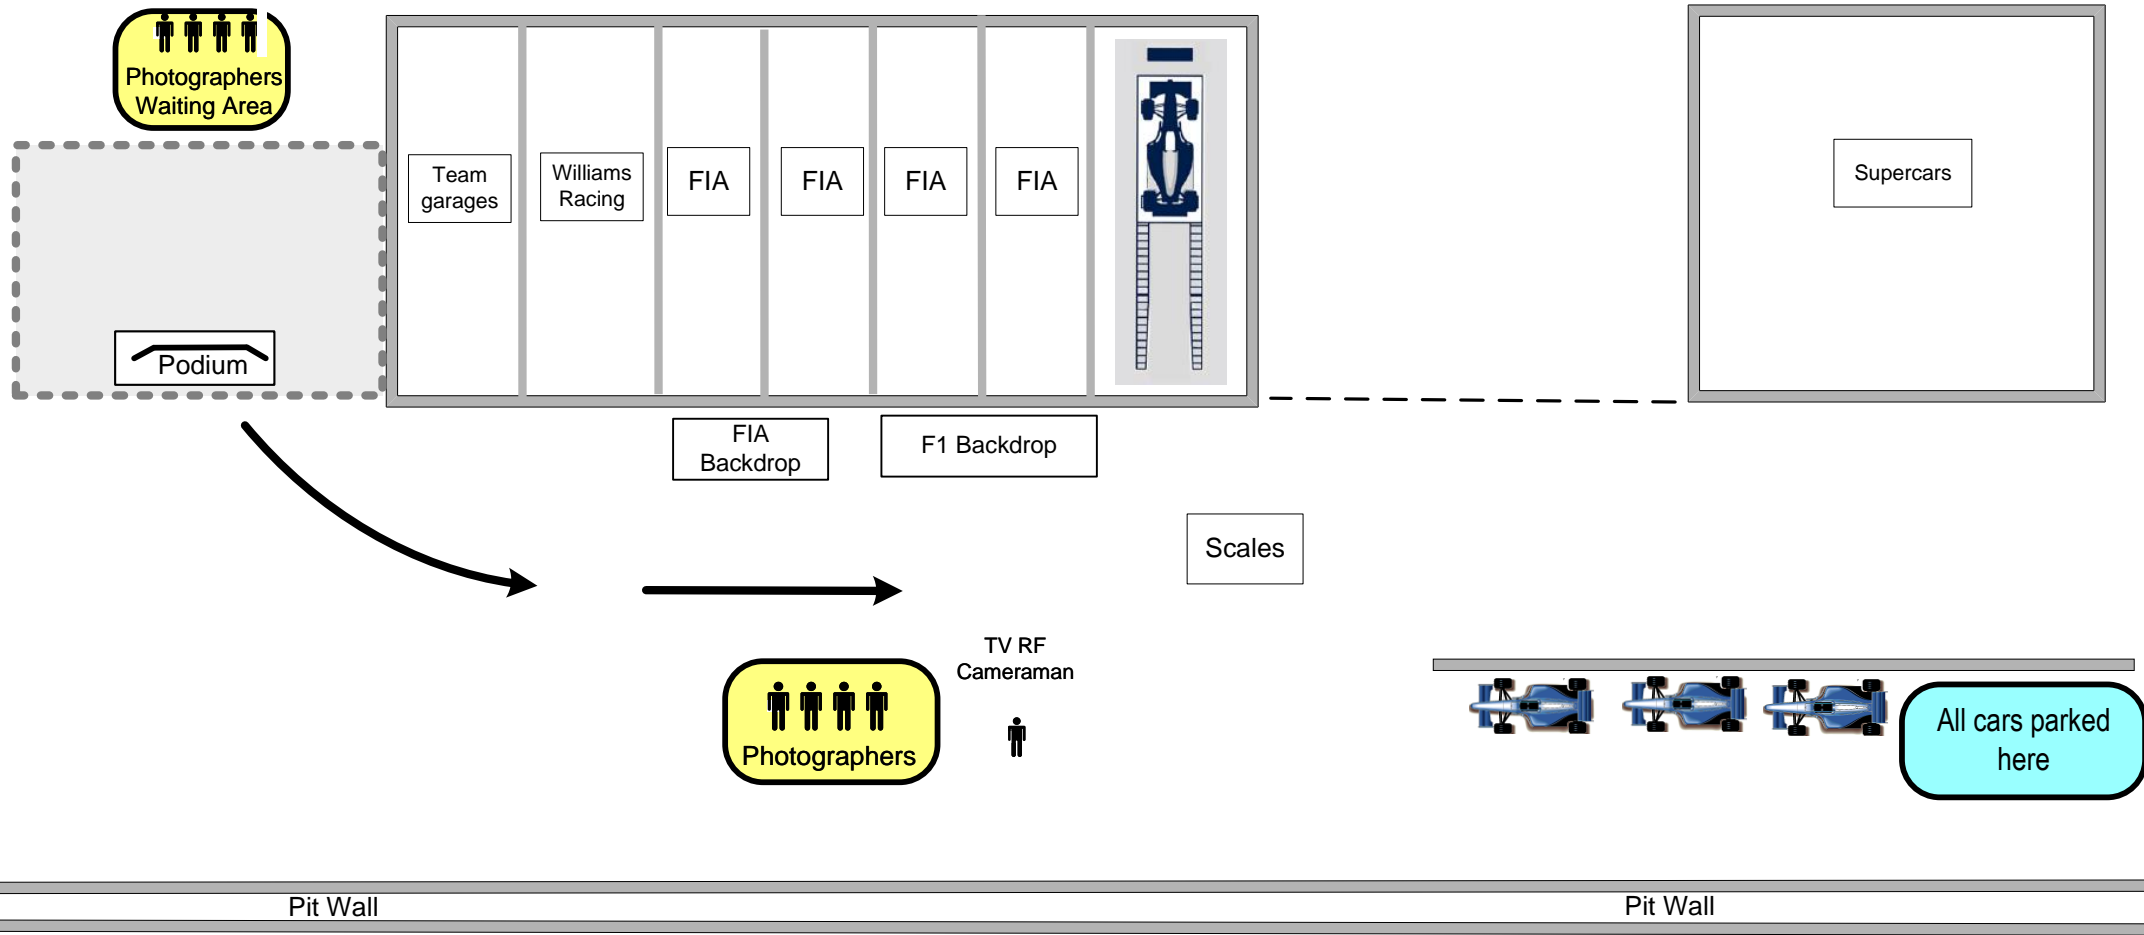 Photographers
Waiting Area
Team
garages
Williams
Racing
FIA
FIA
FIA
FIA
Supercars
Podium
FIA
Backdrop
F1 Backdrop
Scales
TV RF
Cameraman
Photographers
All cars parked
here
Pit Wall
Pit Wall